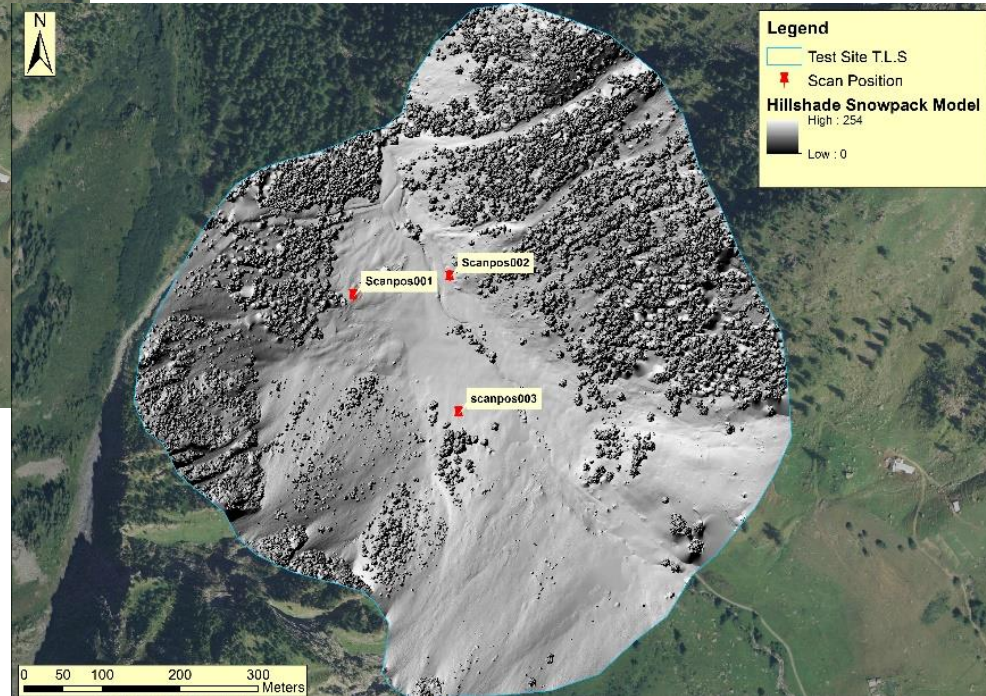 N
Legend
Test Site T.L.S
Scan Position
Hillshade Snowpack Model
High : 254
Low : 0
Scanpos002
Scanpos001
scanpos003
0 50 100 200 300
Meters